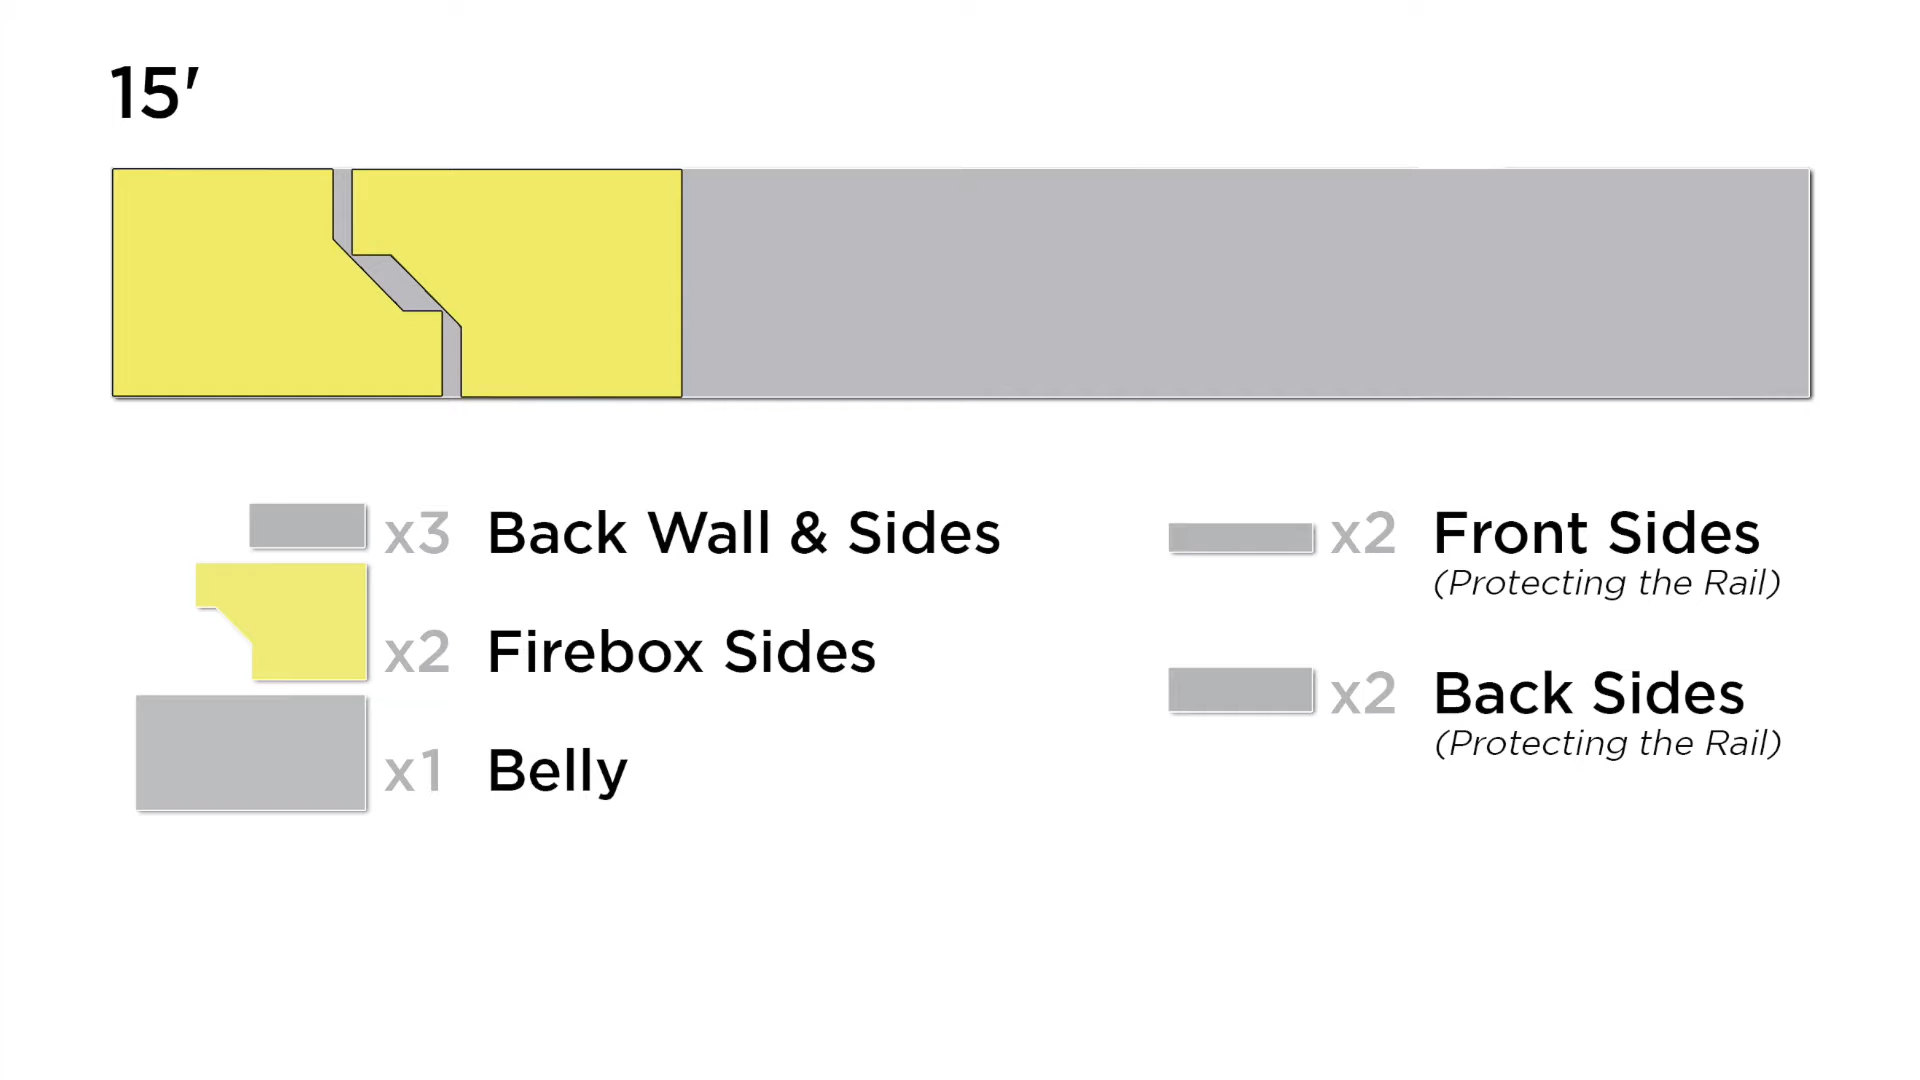 15'
x3 Back Wall & Sides
x2 Firebox Sides
x1 Belly
x2 Front Sides
(Protecting the Rail)
x2 Back Sides
(Protecting the Rail)